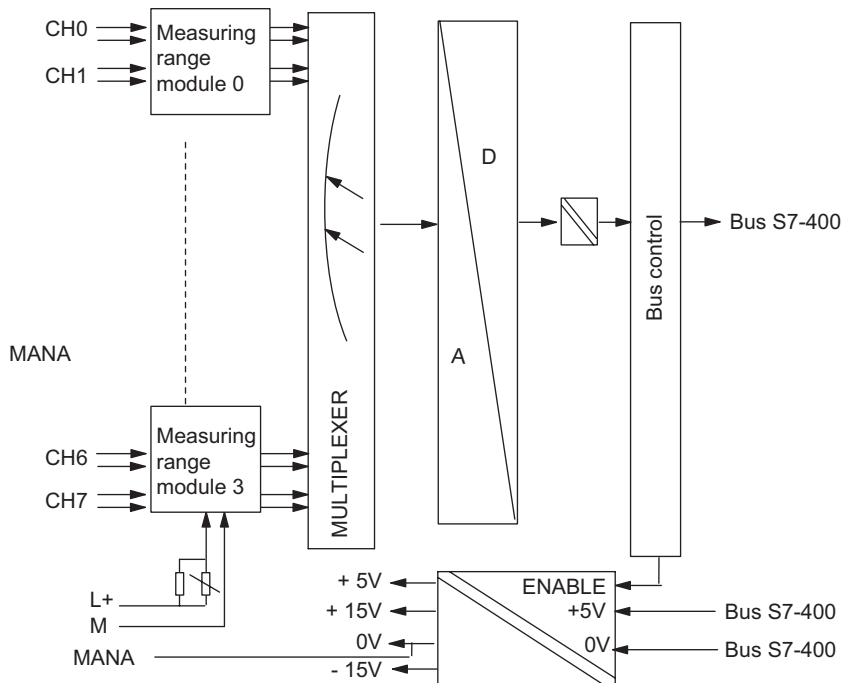 CH0
CH1
Measuring
range
module 0
MANA
CH6
CH7
Measuring
range
module 3
L+
M
MANA
MULTIPLEXER
A
D
Bus control
Bus S7-400
+ 5V
+ 15V
0V
- 15V
ENABLE
+5V
0V
Bus S7-400
Bus S7-400